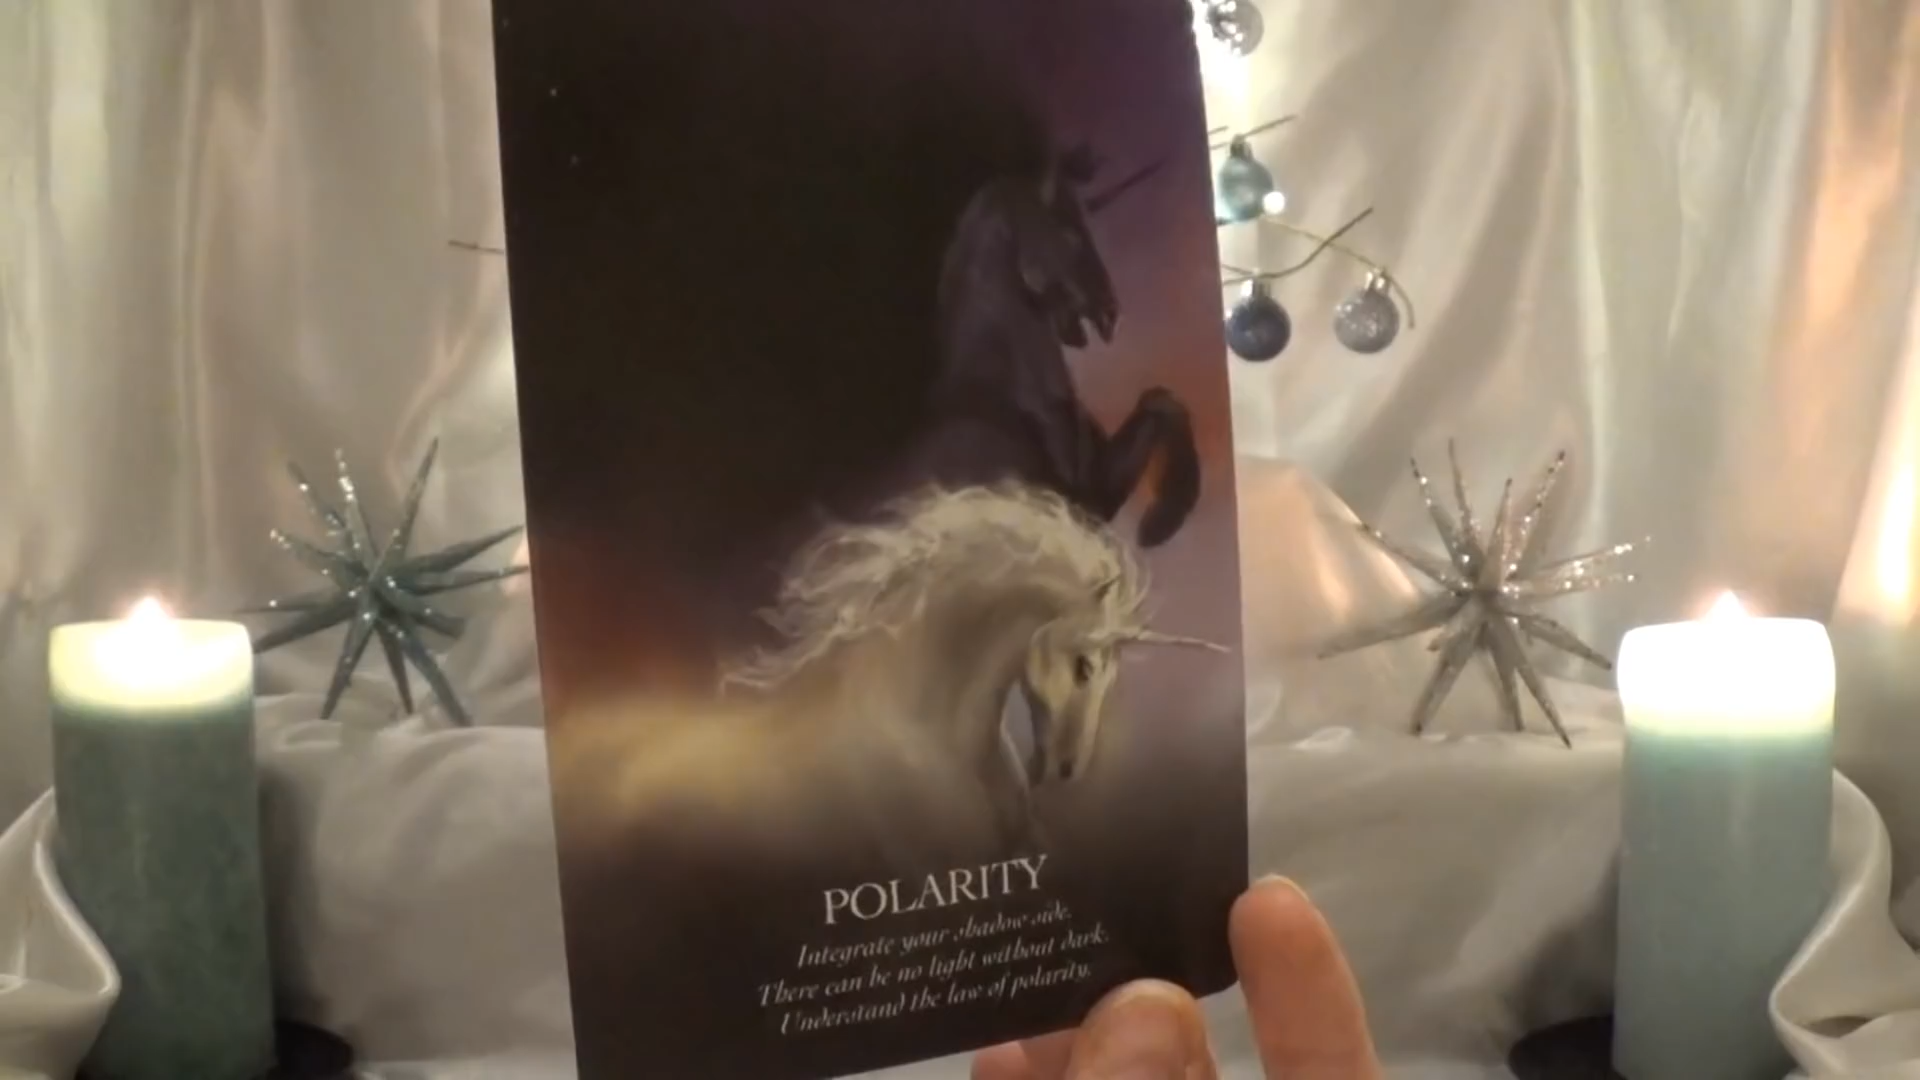 POLARITY
Integrate your shadow side.
There can be no light without dark.
Understand the law of polarity.